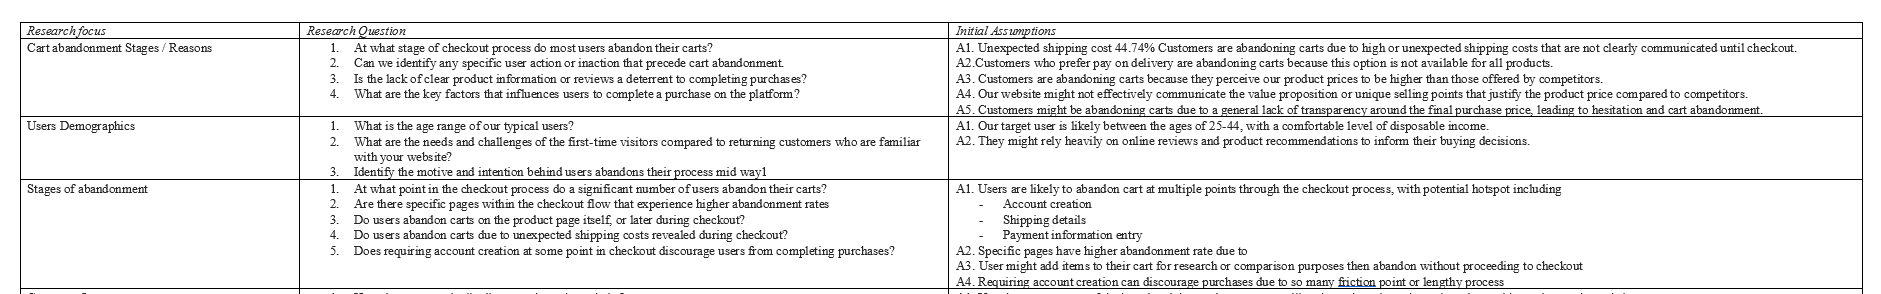 Research focus
Research Question
Initial Assumptions
Cart abandonment Stages / Reasons
1. At what stage of checkout process do most users abandon their carts?
2. Can we identify any specific user action or inaction that precede cart abandonment.
3. Is the lack of clear product information or reviews a deterrent to completing purchases?
4. What are the key factors that influences users to complete a purchase on the platform?
A1. Unexpected shipping cost 44.74% Customers are abandoning carts due to high or unexpected shipping costs that are not clearly communicated until checkout.
A2.Customers who prefer pay on delivery are abandoning carts because this option is not available for all products.
A3. Customers are abandoning carts because they perceive our product prices to be higher than those offered by competitors.
A4. Our website might not effectively communicate the value proposition or unique selling points that justify the product price compared to competitors.
A5. Customers might be abandoning carts due to a general lack of transparency around the final purchase price, leading to hesitation and cart abandonment.
Users Demographics
1. What is the age range of our typical users?
2. What are the needs and challenges of the first-time visitors compared to returning customers who are familiar
with your website?
3. Identify the motive and intention behind users abandons their process mid way1
A1. Our target user is likely between the ages of 25-44, with a comfortable level of disposable income.
A2. They might rely heavily on online reviews and product recommendations to inform their buying decisions.
Stages of abandonment
1. At what point in the checkout process do a significant number of users abandon their carts?
2. Are there specific pages within the checkout flow that experience higher abandonment rates
3. Do users abandon carts on the product page itself, or later during checkout?
4. Do users abandon carts due to unexpected shipping costs revealed during checkout?
5. Does requiring account creation at some point in checkout discourage users from completing purchases?
A1. Users are likely to abandon cart at multiple points through the checkout process, with potential hotspot including
- Account creation
- Shipping details
- Payment information entry
A2. Specific pages have higher abandonment rate due to
A3. User might add items to their cart for research or comparison purposes then abandon without proceeding to checkout
A4. Requiring account creation can discourage purchases due to so many friction point or lengthy process